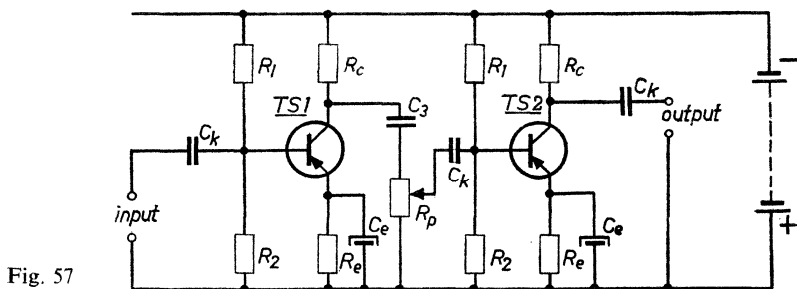 R1
Rc
R1
Rc
−
TS1
C3
TS2
Ck
output
Ck
Ck
input
Rp
+
Ce
Ce
R2
Re
R2
Re
Fig. 57